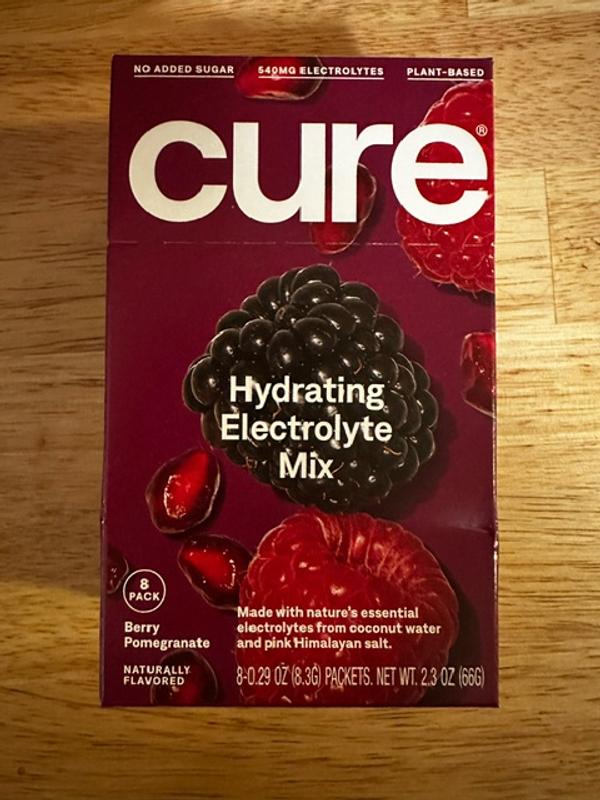 NO ADDED SUGAR 540MG ELECTROLYTES PLANT-BASED
cure®
Hydrating
Electrolyte
Mix
8
PACK
Berry
Pomegranate
NATURALLY
FLAVORED
Made with nature's essential
electrolytes from coconut water
and pink Himalayan salt.
8-0.29 OZ (8.3G) PACKETS. NET WT. 2.3 OZ (66G)